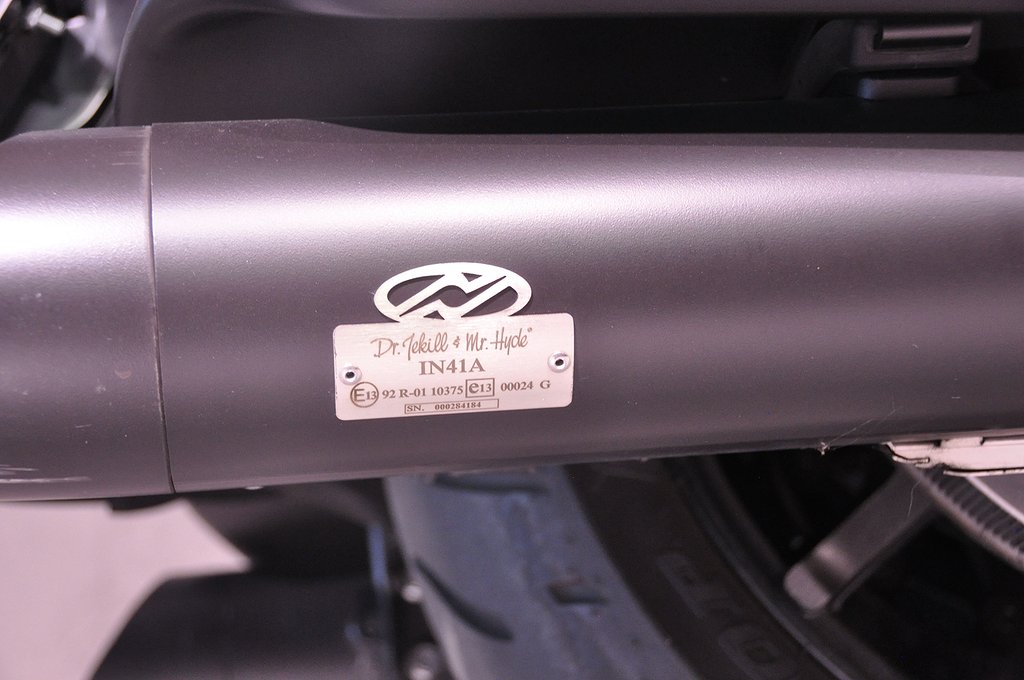 Dr. Jekill & Mr. Hyde®
IN41A
E13 92 R-01 10375 e13 00024 G
SN. 000284184